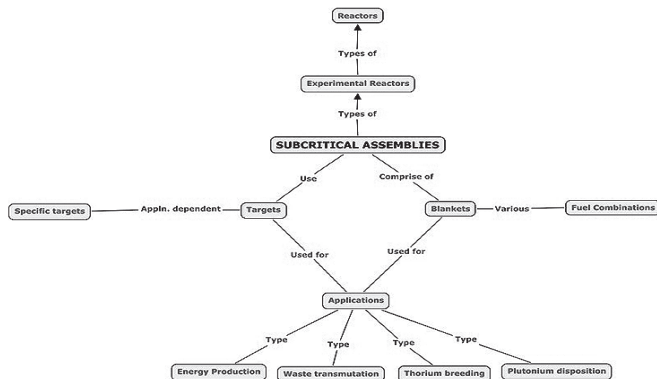 Reactors
Types of
Experimental Reactors
Types of
SUBCRITICAL ASSEMBLIES
Use
Comprise of
Specific targets
Appln. dependent
Targets
Blankets
Various
Fuel Combinations
Used for
Used for
Applications
Type
Type
Type
Type
Energy Production
Waste transmutation
Thorium breeding
Plutonium disposition